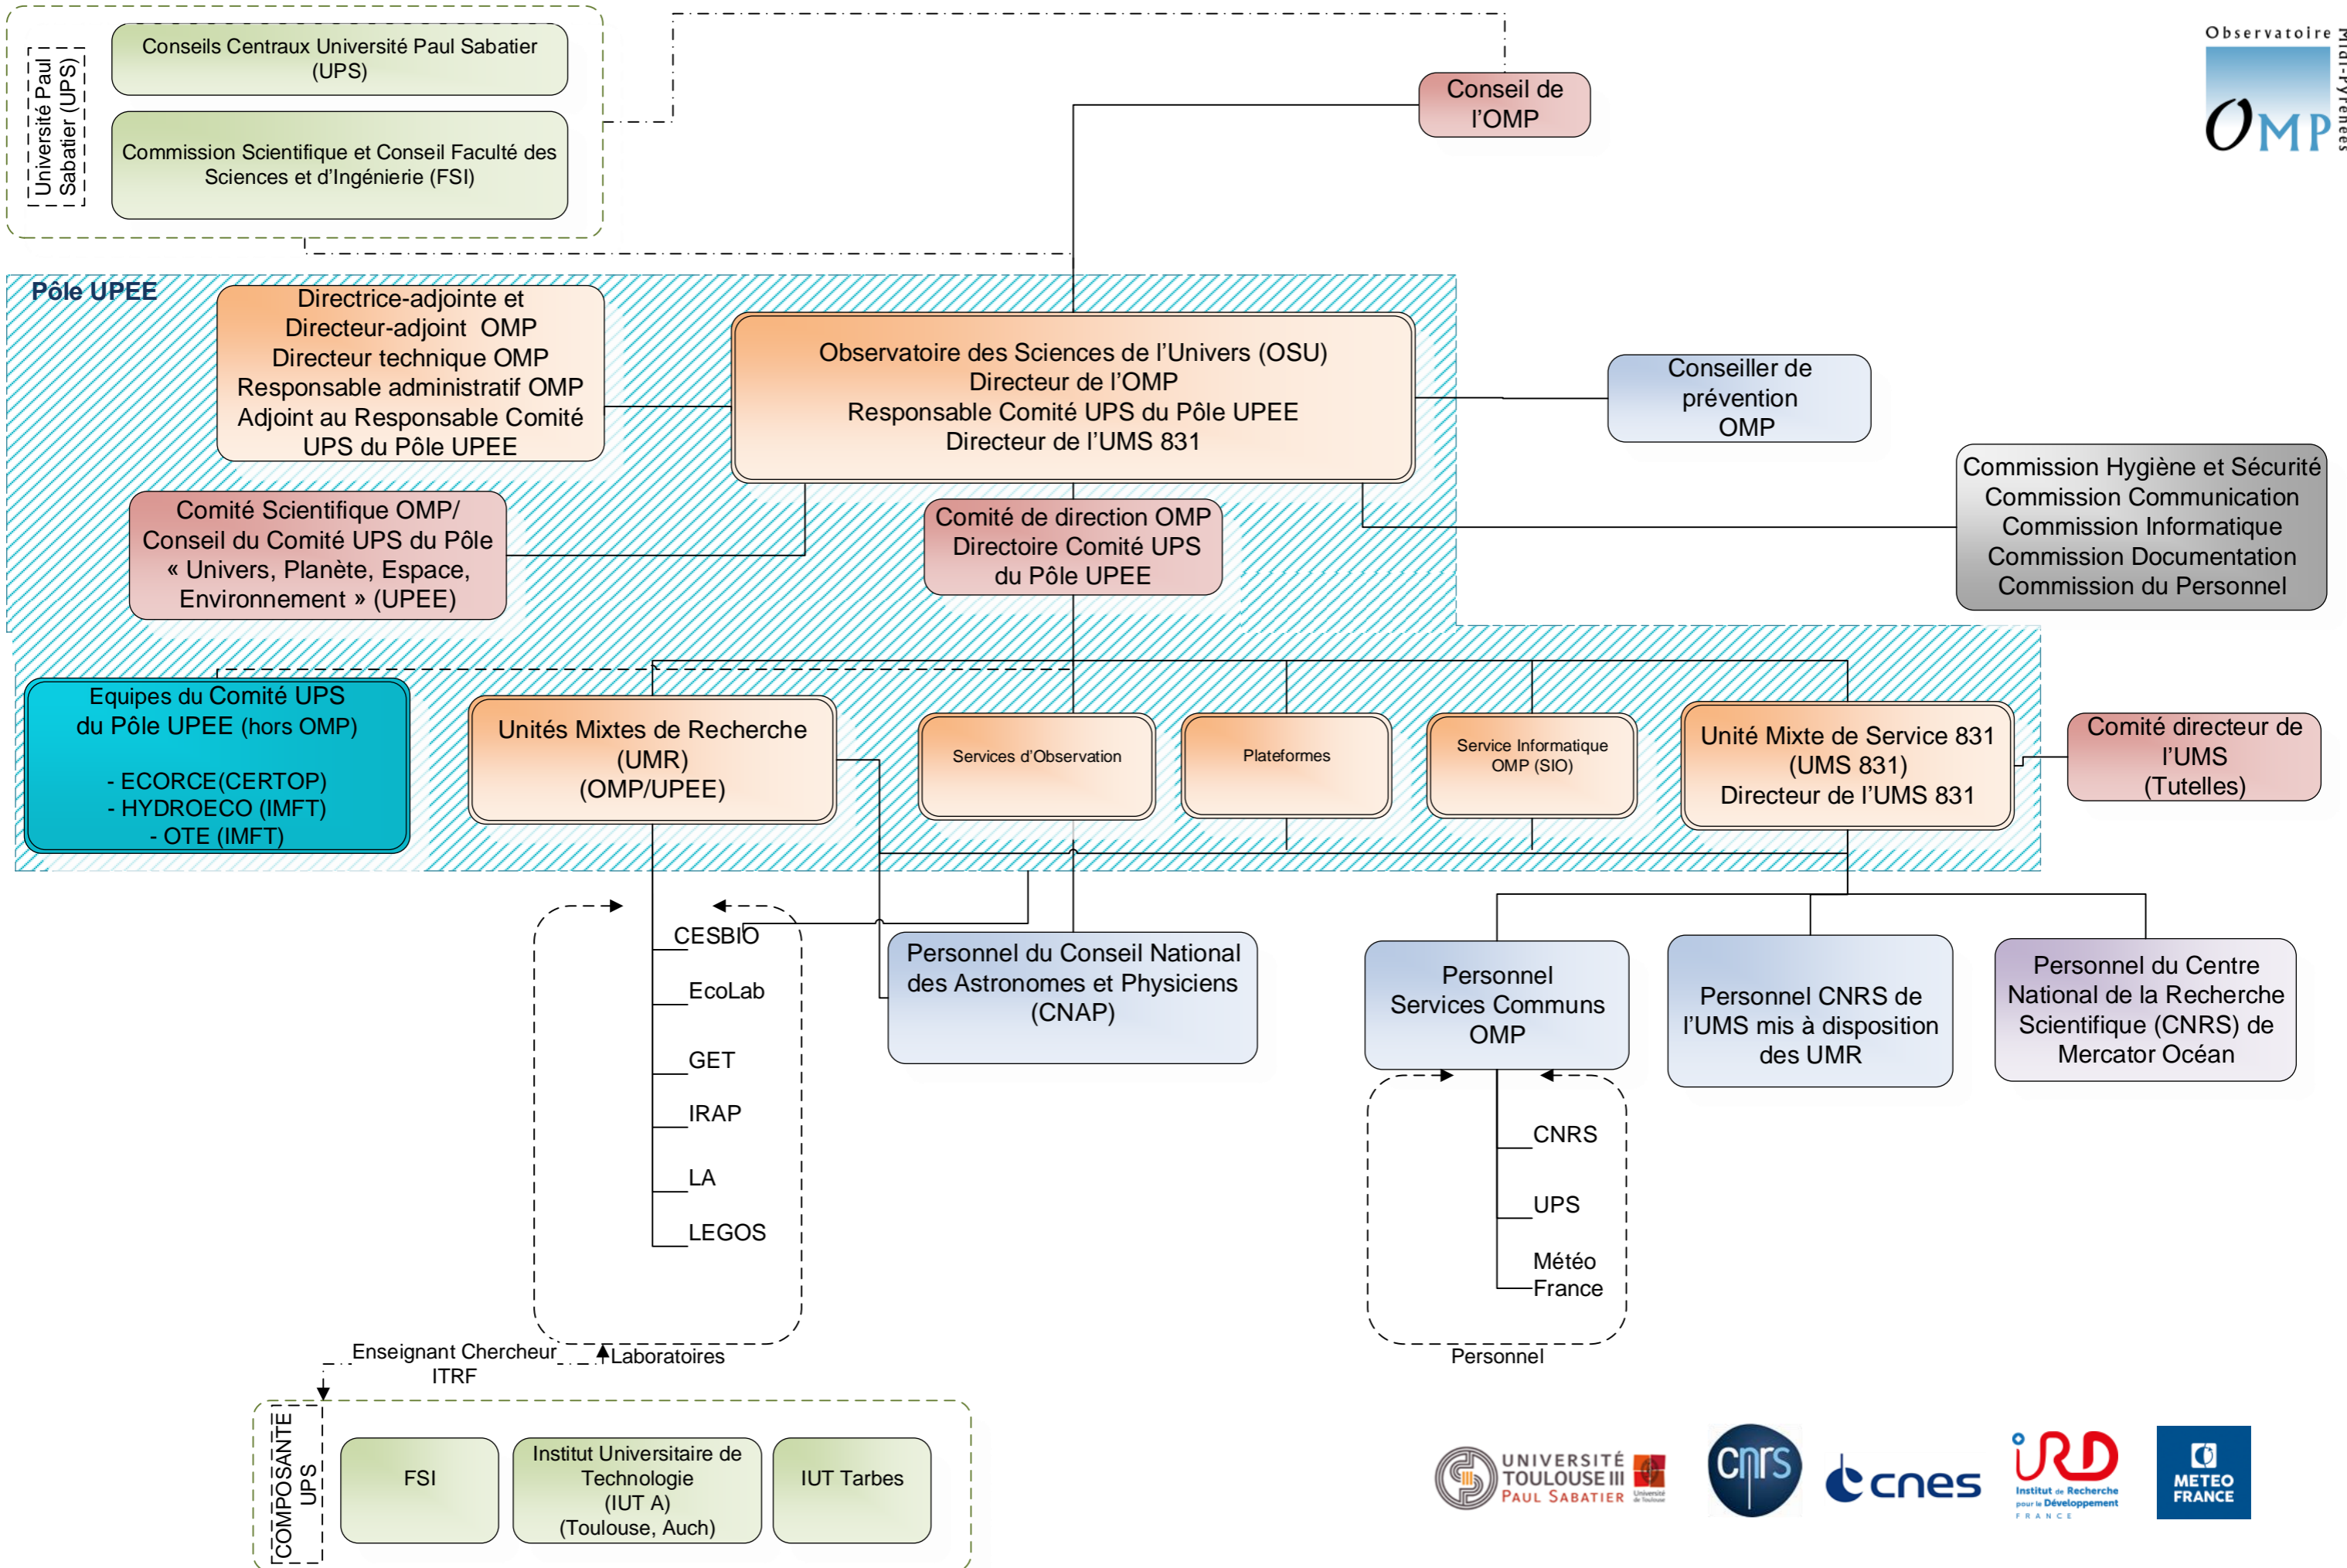 Université Paul
Sabatier (UPS)
Conseils Centraux Université Paul Sabatier
(UPS)
Commission Scientifique et Conseil Faculté des
Sciences et d’Ingénierie (FSI)
Conseil de
l’OMP
Observatoire
Midi-Pyrénées
OMP
Pôle UPEE
Directrice-adjointe et
Directeur-adjoint OMP
Directeur technique OMP
Responsable administratif OMP
Adjoint au Responsable Comité
UPS du Pôle UPEE
Observatoire des Sciences de l’Univers (OSU)
Directeur de l’OMP
Responsable Comité UPS du Pôle UPEE
Directeur de l’UMS 831
Conseiller de
prévention
OMP
Commission Hygiène et Sécurité
Commission Communication
Commission Informatique
Commission Documentation
Commission du Personnel
Comité Scientifique OMP/
Conseil du Comité UPS du Pôle
« Univers, Planète, Espace,
Environnement » (UPEE)
Comité de direction OMP
Directoire Comité UPS
du Pôle UPEE
Equipes du Comité UPS
du Pôle UPEE (hors OMP)
- ECORCE(CERTOP)
- HYDROECO (IMFT)
- OTE (IMFT)
Unités Mixtes de Recherche
(UMR)
(OMP/UPEE)
Services d’Observation
Plateformes
Service Informatique
OMP (SIO)
Unité Mixte de Service 831
(UMS 831)
Directeur de l’UMS 831
Comité directeur de
l’UMS
(Tutelles)
CESBIO
EcoLab
GET
IRAP
LA
LEGOS
Laboratoires
Personnel du Conseil National
des Astronomes et Physiciens
(CNAP)
Personnel
Services Communs
OMP
CNRS
UPS
Météo
France
Personnel
Personnel CNRS de
l’UMS mis à disposition
des UMR
Personnel du Centre
National de la Recherche
Scientifique (CNRS) de
Mercator Océan
Enseignant Chercheur
ITRF
COMPOSANTE
UPS
FSI
Institut Universitaire de
Technologie
(IUT A)
(Toulouse, Auch)
IUT Tarbes
UNIVERSITÉ
TOULOUSE III
PAUL SABATIER
Université
de Toulouse
cnrs
cnes
IRD
Institut de Recherche
pour le Développement
FRANCE
METEO
FRANCE